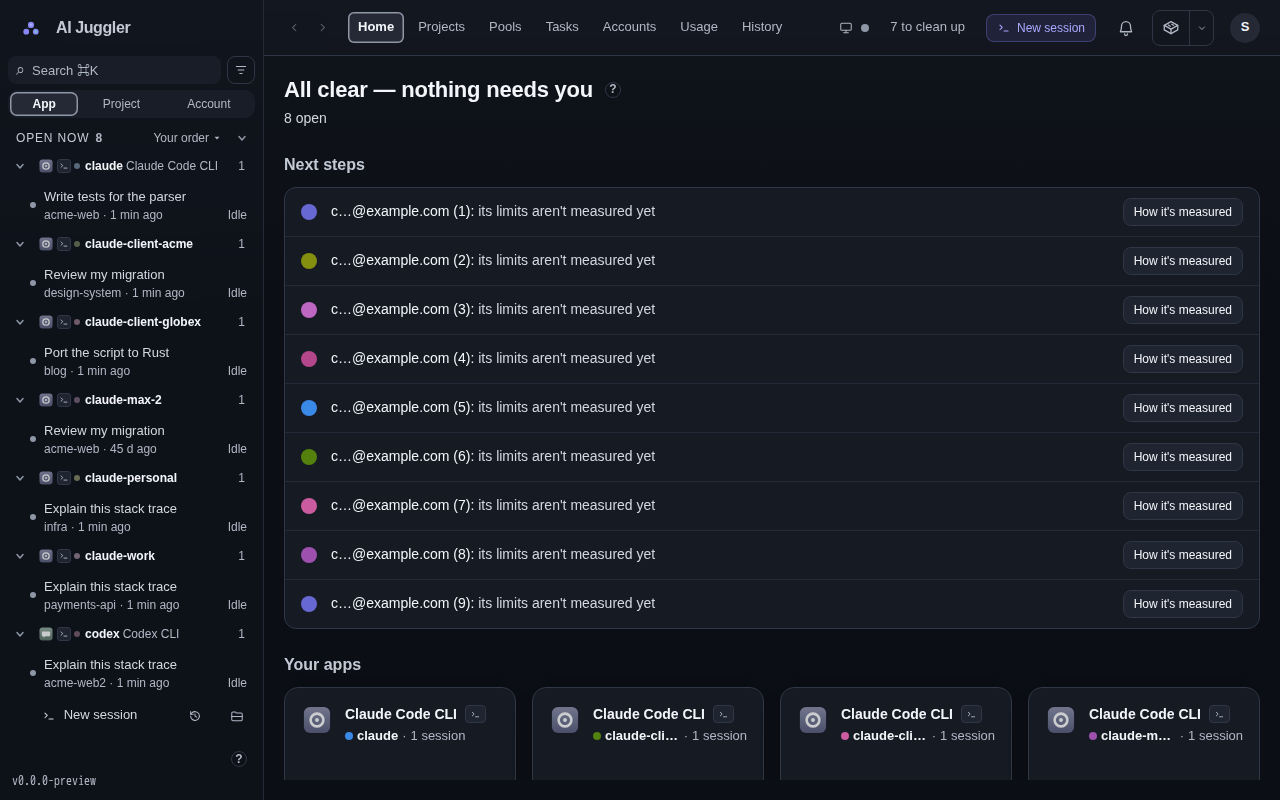 AI Juggler
Search ⌘K
App Project Account
OPEN NOW 8 Your order
claude Claude Code CLI 1
Write tests for the parser
acme-web · 1 min ago Idle
claude-client-acme 1
Review my migration
design-system · 1 min ago Idle
claude-client-globex 1
Port the script to Rust
blog · 1 min ago Idle
claude-max-2 1
Review my migration
acme-web · 45 d ago Idle
claude-personal 1
Explain this stack trace
infra · 1 min ago Idle
claude-work 1
Explain this stack trace
payments-api · 1 min ago Idle
codex Codex CLI 1
Explain this stack trace
acme-web2 · 1 min ago Idle
New session
?
v0.0.0-preview
Home Projects Pools Tasks Accounts Usage History 7 to clean up New session S
All clear — nothing needs you ?
8 open
Next steps
c…@example.com (1): its limits aren't measured yet How it's measured
c…@example.com (2): its limits aren't measured yet How it's measured
c…@example.com (3): its limits aren't measured yet How it's measured
c…@example.com (4): its limits aren't measured yet How it's measured
c…@example.com (5): its limits aren't measured yet How it's measured
c…@example.com (6): its limits aren't measured yet How it's measured
c…@example.com (7): its limits aren't measured yet How it's measured
c…@example.com (8): its limits aren't measured yet How it's measured
c…@example.com (9): its limits aren't measured yet How it's measured
Your apps
Claude Code CLI
claude · 1 session
Claude Code CLI
claude-cli… · 1 session
Claude Code CLI
claude-cli… · 1 session
Claude Code CLI
claude-m… · 1 session